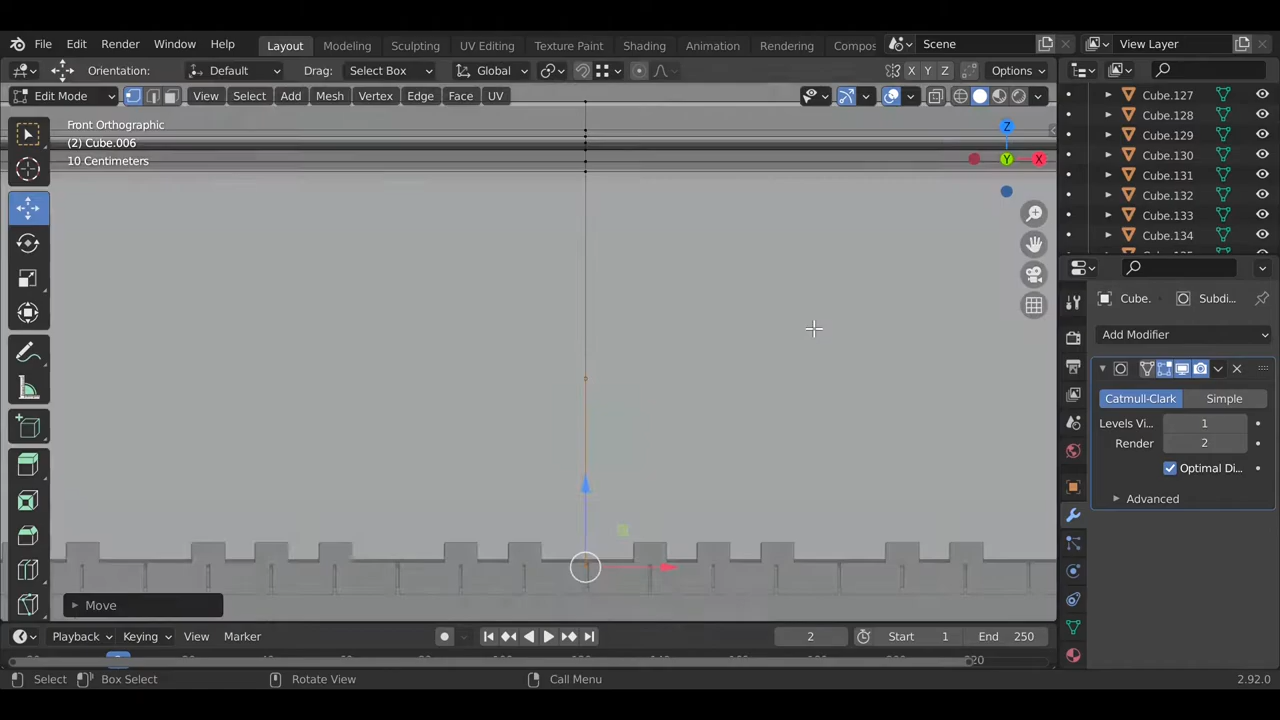 File Edit Render Window Help Layout Modeling Sculpting UV Editing Texture Paint Shading Animation Rendering Compos Scene View Layer
Orientation: Default Drag: Select Box Global X Y Z Options
Edit Mode View Select Add Mesh Vertex Edge Face UV
Front Orthographic
(2) Cube.006
10 Centimeters
Z
X
Y
Move
Cube.127
Cube.128
Cube.129
Cube.130
Cube.131
Cube.132
Cube.133
Cube.134
Cube. Subdi...
Add Modifier
Catmull-Clark Simple
Levels Vi... 1
Render 2
Optimal Di...
Advanced
Playback Keying View Marker 2 Start 1 End 250
Select Box Select Rotate View Call Menu 2.92.0